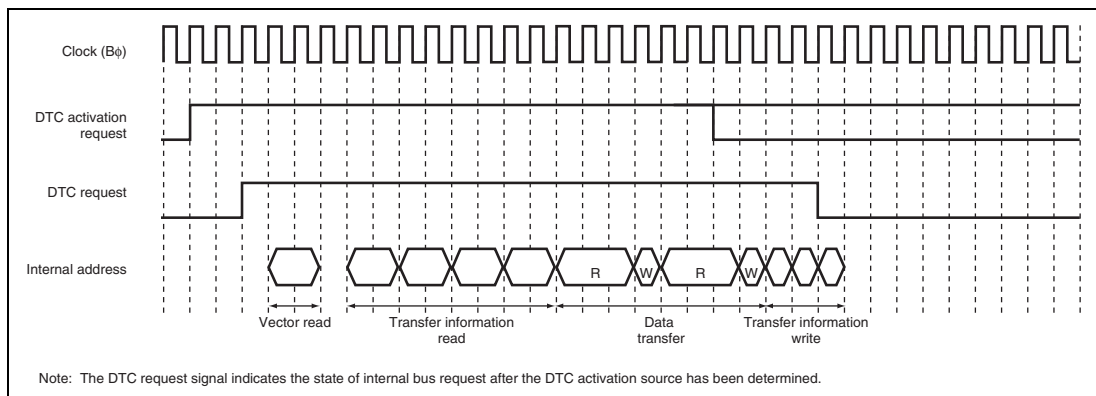 Clock (Bϕ)
DTC activation
request
DTC request
Internal address
R
W
R
W
Vector read
Transfer information
read
Data
transfer
Transfer information
write
Note: The DTC request signal indicates the state of internal bus request after the DTC activation source has been determined.